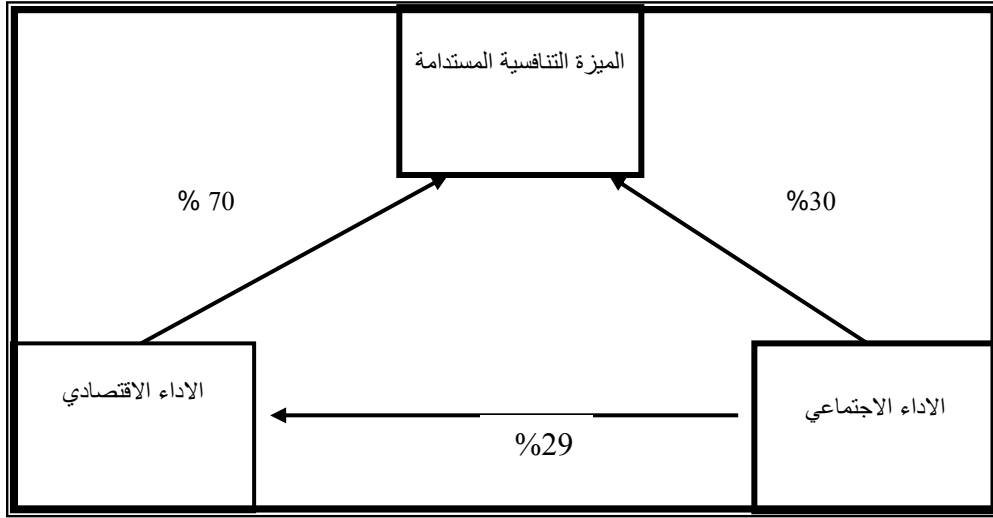 الميزة التنافسية المستدامة
%30
% 70
الاداء الاجتماعي
الاداء الاقتصادي
%29